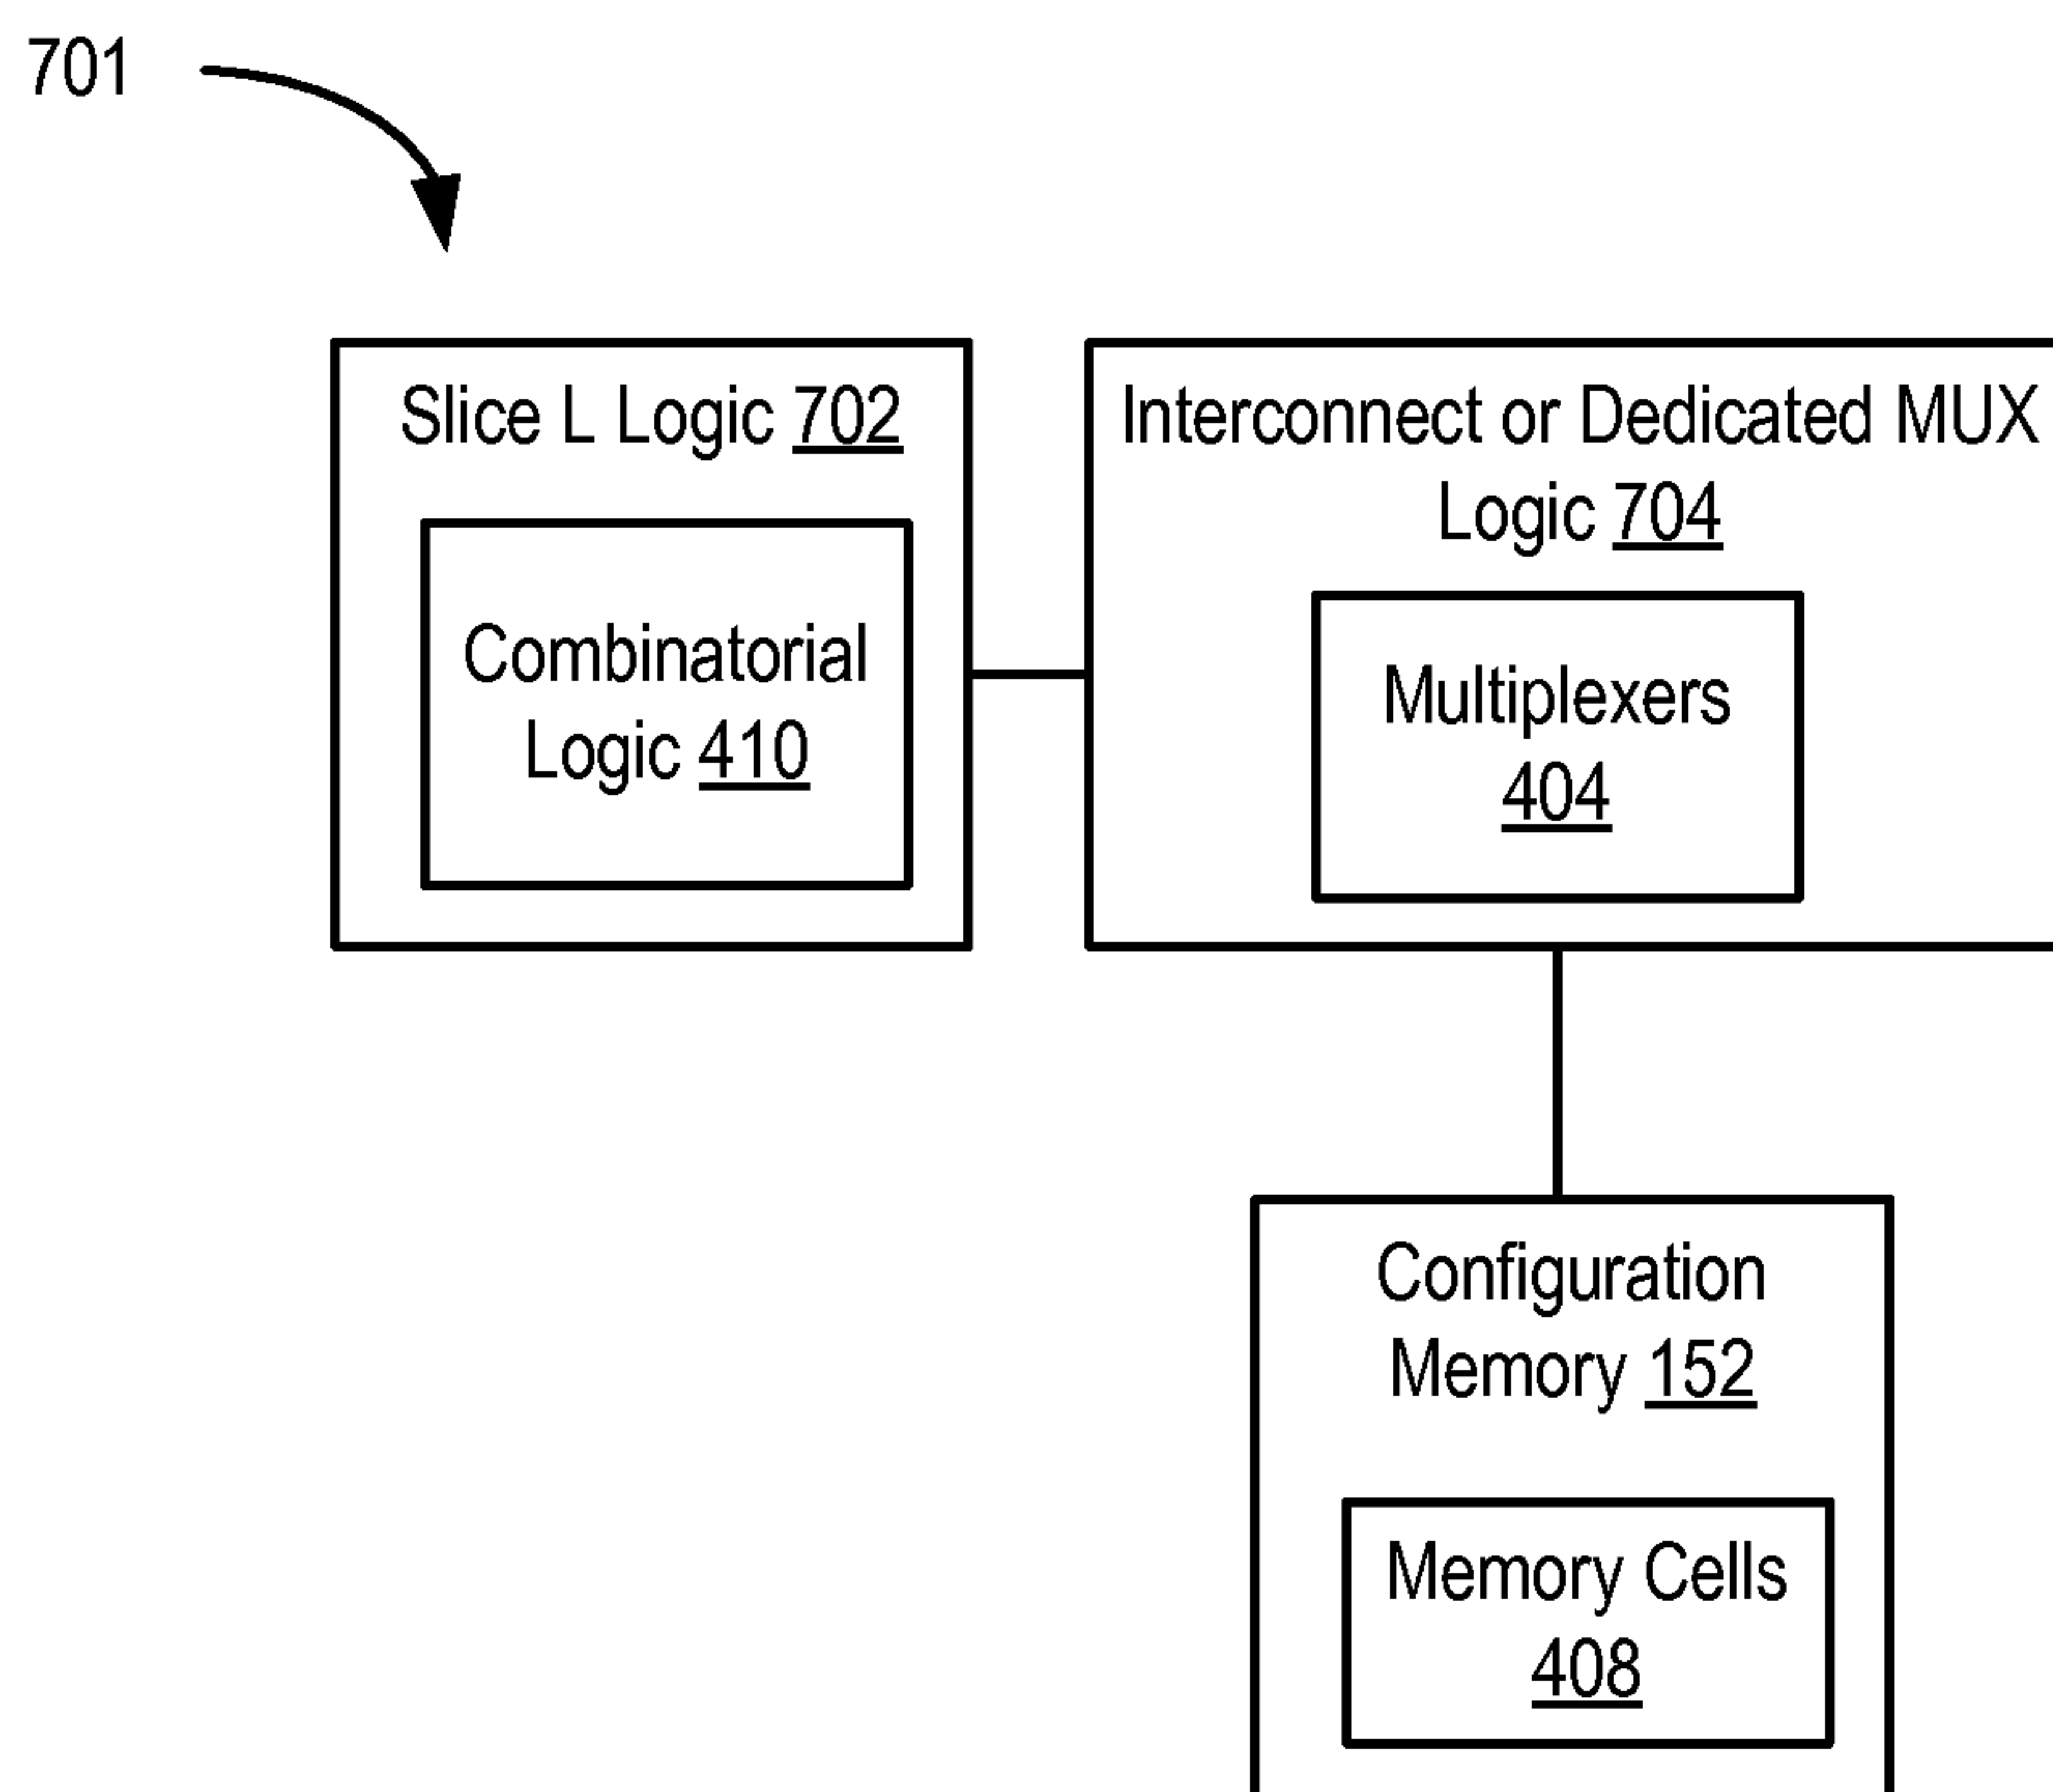 701
Slice L Logic 702
Combinatorial
Logic 410
Interconnect or Dedicated MUX
Logic 704
Multiplexers
404
Configuration
Memory 152
Memory Cells
408